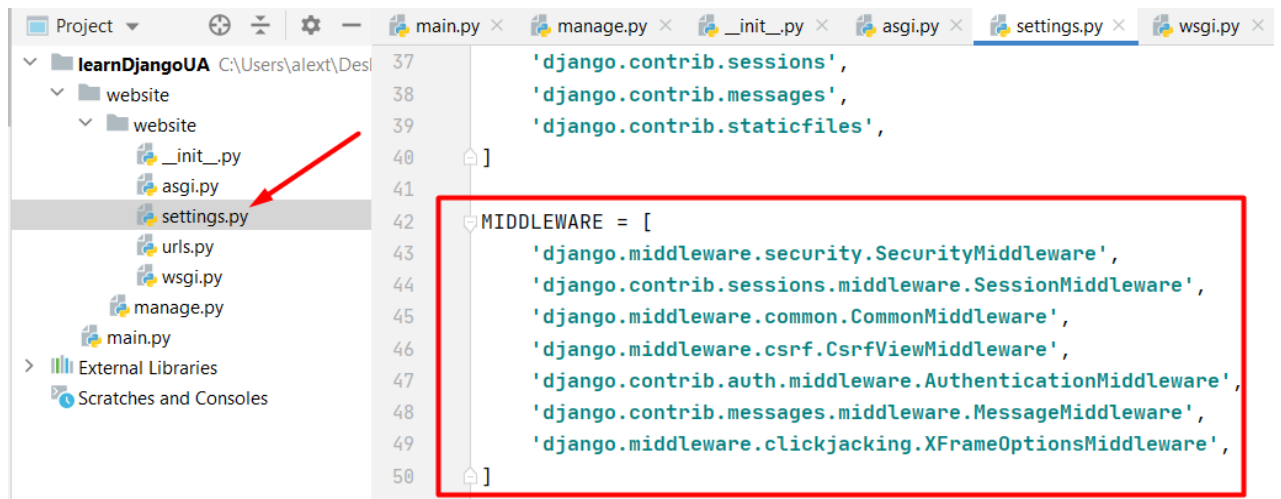 Project
main.py
manage.py
__init__.py
asgi.py
settings.py
wsgi.py
learnDjangoUA C:\Users\alext\Des
website
website
__init__.py
asgi.py
settings.py
urls.py
wsgi.py
manage.py
main.py
External Libraries
Scratches and Consoles
37 'django.contrib.sessions',
38 'django.contrib.messages',
39 'django.contrib.staticfiles',
40 ]
41
42 MIDDLEWARE = [
43 'django.middleware.security.SecurityMiddleware',
44 'django.contrib.sessions.middleware.SessionMiddleware',
45 'django.middleware.common.CommonMiddleware',
46 'django.middleware.csrf.CsrfViewMiddleware',
47 'django.contrib.auth.middleware.AuthenticationMiddleware',
48 'django.contrib.messages.middleware.MessageMiddleware',
49 'django.middleware.clickjacking.XFrameOptionsMiddleware',
50 ]